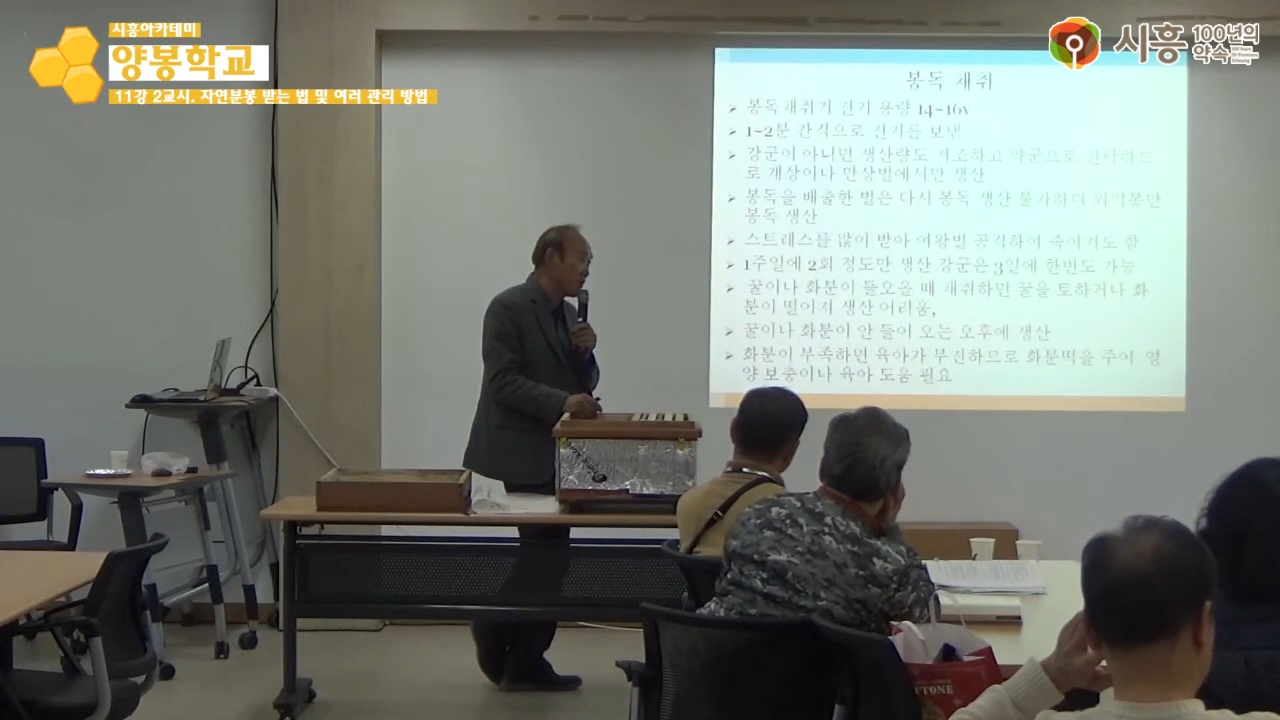 시흥아카데미
양봉학교
11강 2교시. 자연분봉 받는 법 및 여러 관리 방법
시흥 100년의 약속
봉독 채취
봉독채취기 전기 용량 14~16v
1~2분 간격으로 전기를 보냄
강군이 아니면 생산량도 저조하고 약군으로 전락하므
로 계상이나 만상벌에서만 생산
봉독을 배출한 벌은 다시 봉독 생산 불가하며 외역봉만
봉독 생산
스트레스를 많이 받아 여왕벌 공격하여 죽이기도 함
1주일에 2회 정도만 생산 강군은 3일에 한번도 가능
꿀이나 화분이 들오올 때 채취하면 꿀을 토하거나 화
분이 떨어져 생산 어려움,
꿀이나 화분이 안 들어 오는 오후에 생산
화분이 부족하면 육아가 부진하므로 화분떡을 주어 영
양 보충이나 육아 도움 필요